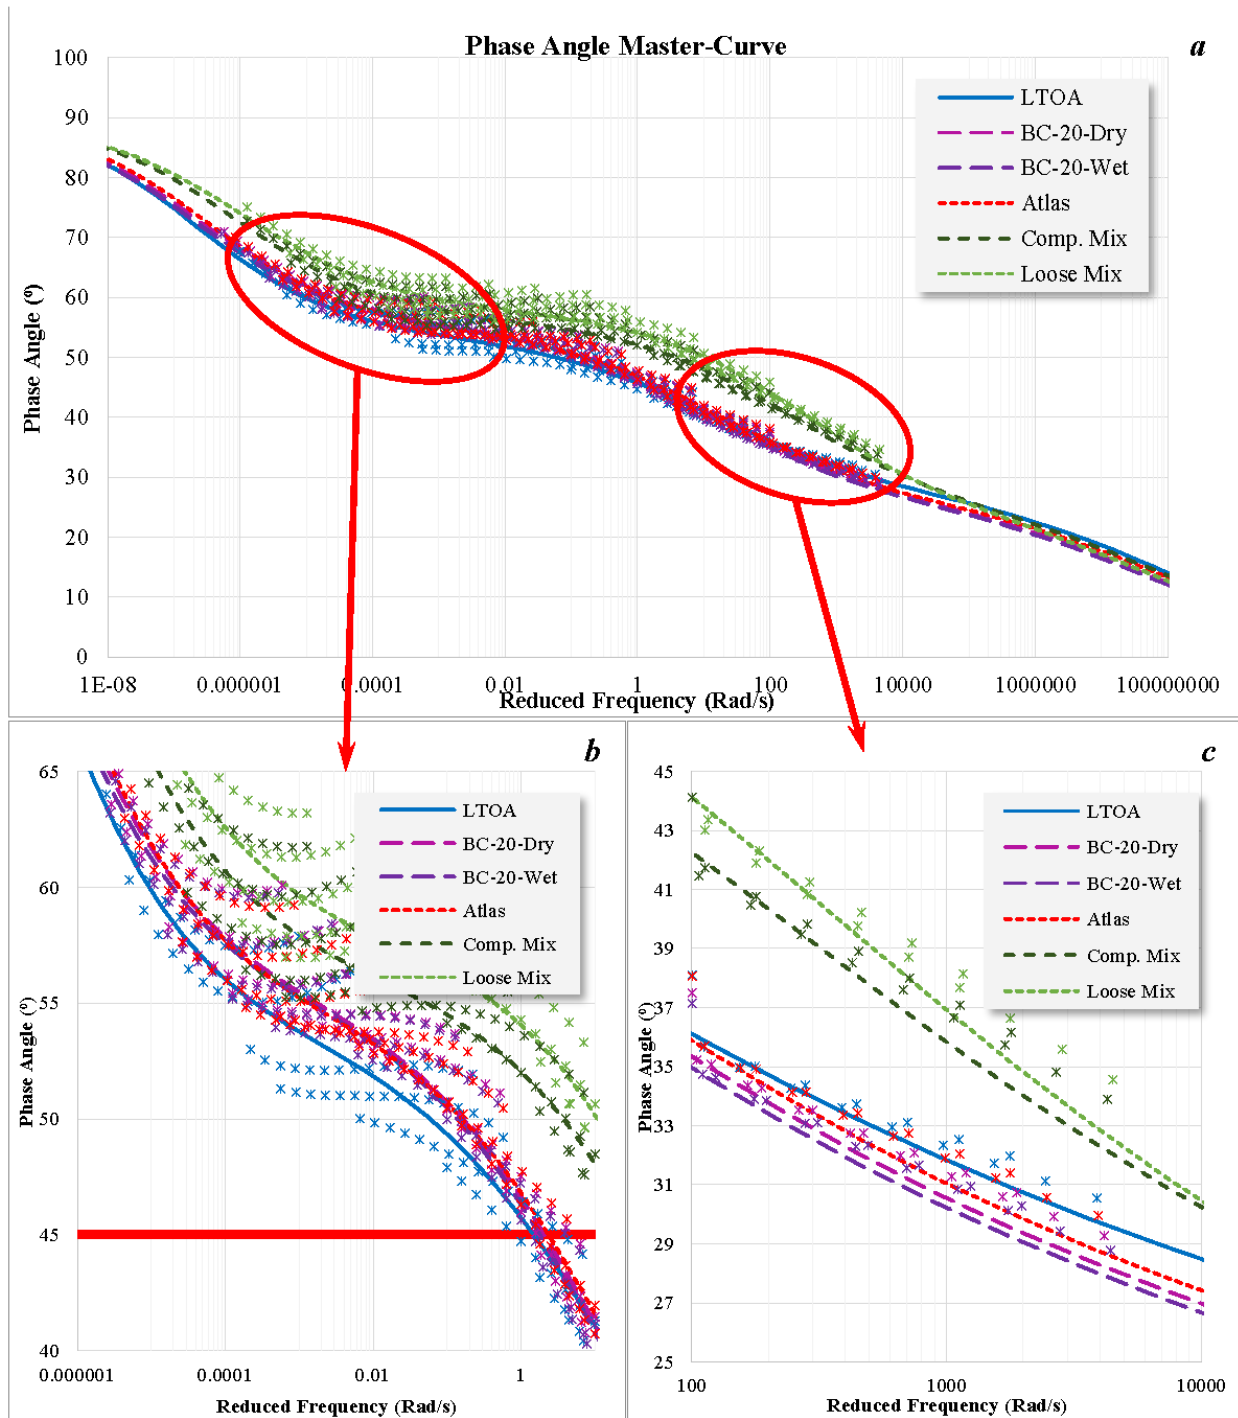 Phase Angle Master-Curve
a
100
90
80
70
60
50
40
30
20
10
0
Phase Angle (º)
LTOA
BC-20-Dry
BC-20-Wet
Atlas
Comp. Mix
Loose Mix
1E-08 0.000001 0.0001 0.01 1 100 10000 1000000 100000000
Reduced Frequency (Rad/s)
b
65
60
55
50
45
40
Phase Angle (º)
LTOA
BC-20-Dry
BC-20-Wet
Atlas
Comp. Mix
Loose Mix
0.000001 0.0001 0.01 1
Reduced Frequency (Rad/s)
c
45
43
41
39
37
35
33
31
29
27
25
Phase Angle (º)
LTOA
BC-20-Dry
BC-20-Wet
Atlas
Comp. Mix
Loose Mix
100 1000 10000
Reduced Frequency (Rad/s)